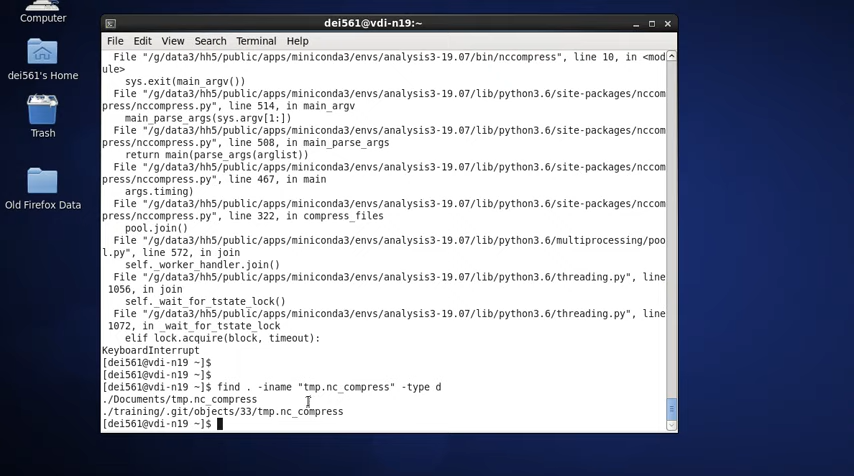 Computer
dei561's Home
Trash
Old Firefox Data
dei561@vdi-n19:~
File Edit View Search Terminal Help
File "/g/data3/hh5/public/apps/miniconda3/envs/analysis3-19.07/bin/nccompress", line 10, in <mod
ule>
sys.exit(main_argv())
File "/g/data3/hh5/public/apps/miniconda3/envs/analysis3-19.07/lib/python3.6/site-packages/nccom
press/nccompress.py", line 514, in main_argv
main_parse_args(sys.argv[1:])
File "/g/data3/hh5/public/apps/miniconda3/envs/analysis3-19.07/lib/python3.6/site-packages/nccom
press/nccompress.py", line 508, in main_parse_args
return main(parse_args(arglist))
File "/g/data3/hh5/public/apps/miniconda3/envs/analysis3-19.07/lib/python3.6/site-packages/nccom
press/nccompress.py", line 467, in main
args.timing)
File "/g/data3/hh5/public/apps/miniconda3/envs/analysis3-19.07/lib/python3.6/site-packages/nccom
press/nccompress.py", line 322, in compress_files
pool.join()
File "/g/data3/hh5/public/apps/miniconda3/envs/analysis3-19.07/lib/python3.6/multiprocessing/poo
l.py", line 572, in join
self._worker_handler.join()
File "/g/data3/hh5/public/apps/miniconda3/envs/analysis3-19.07/lib/python3.6/threading.py", line
1056, in join
self._wait_for_tstate_lock()
File "/g/data3/hh5/public/apps/miniconda3/envs/analysis3-19.07/lib/python3.6/threading.py", line
1072, in _wait_for_tstate_lock
elif lock.acquire(block, timeout):
KeyboardInterrupt
[dei561@vdi-n19 ~]$
[dei561@vdi-n19 ~]$
[dei561@vdi-n19 ~]$ find . -iname "tmp.nc_compress" -type d
./Documents/tmp.nc_compress
./training/.git/objects/33/tmp.nc_compress
[dei561@vdi-n19 ~]$